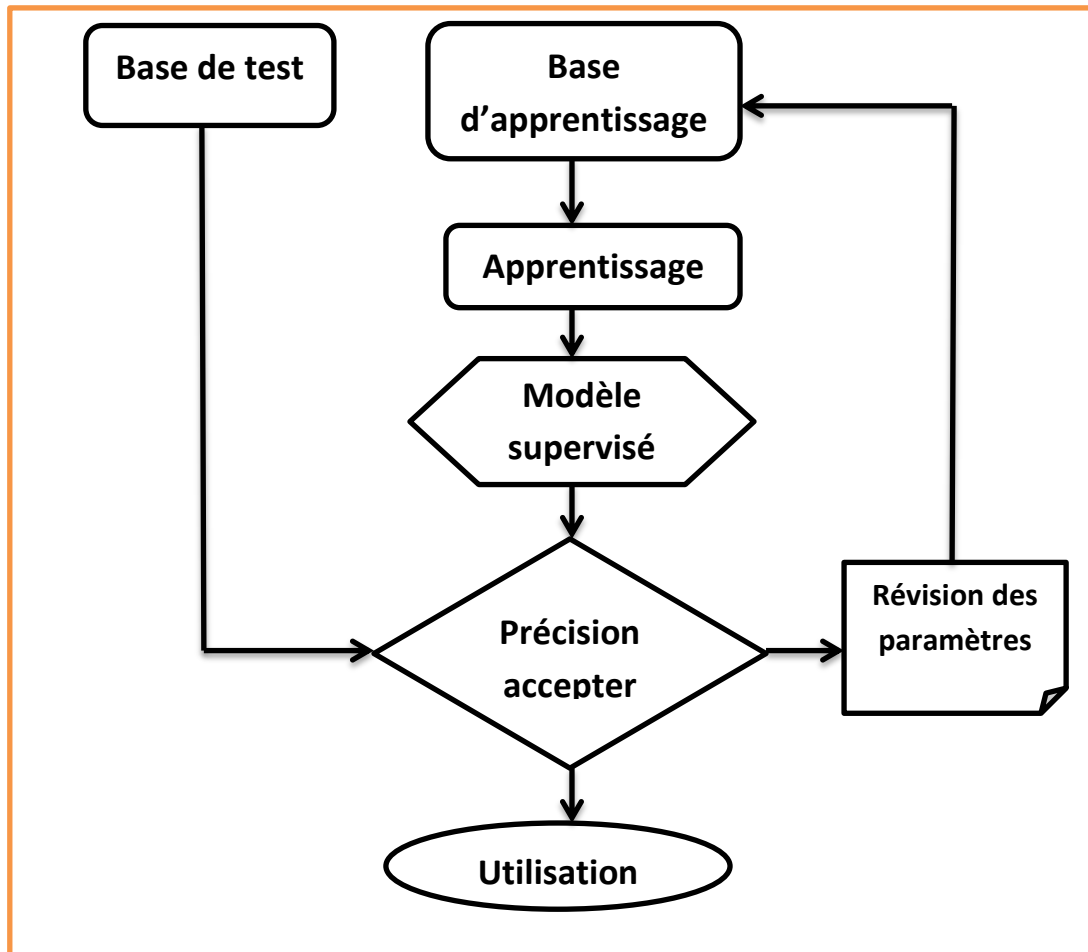 Base de test
Base
d’apprentissage
Apprentissage
Modèle
supervisé
Précision
accepter
Révision des
paramètres
Utilisation